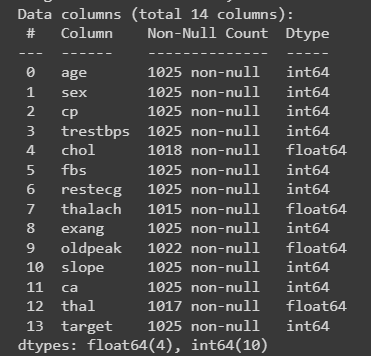 Data columns (total 14 columns):
 #   Column    Non-Null Count  Dtype
---  ------    --------------  -----
 0   age       1025 non-null   int64
 1   sex       1025 non-null   int64
 2   cp        1025 non-null   int64
 3   trestbps  1025 non-null   int64
 4   chol      1018 non-null   float64
 5   fbs       1025 non-null   int64
 6   restecg   1025 non-null   int64
 7   thalach   1015 non-null   float64
 8   exang     1025 non-null   int64
 9   oldpeak   1022 non-null   float64
 10  slope     1025 non-null   int64
 11  ca        1025 non-null   int64
 12  thal      1017 non-null   float64
 13  target    1025 non-null   int64
dtypes: float64(4), int64(10)